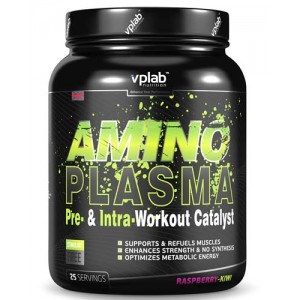 vplab
nutrition
AMINO
PLASMA
Pre- & Intra-Workout Catalyst
SUPPORTS & REFUELS MUSCLES
ENHANCES STRENGTH & NO SYNTHESIS
OPTIMIZES METABOLIC ENERGY
FREE
25 SERVINGS
RASPBERRY-KIWI